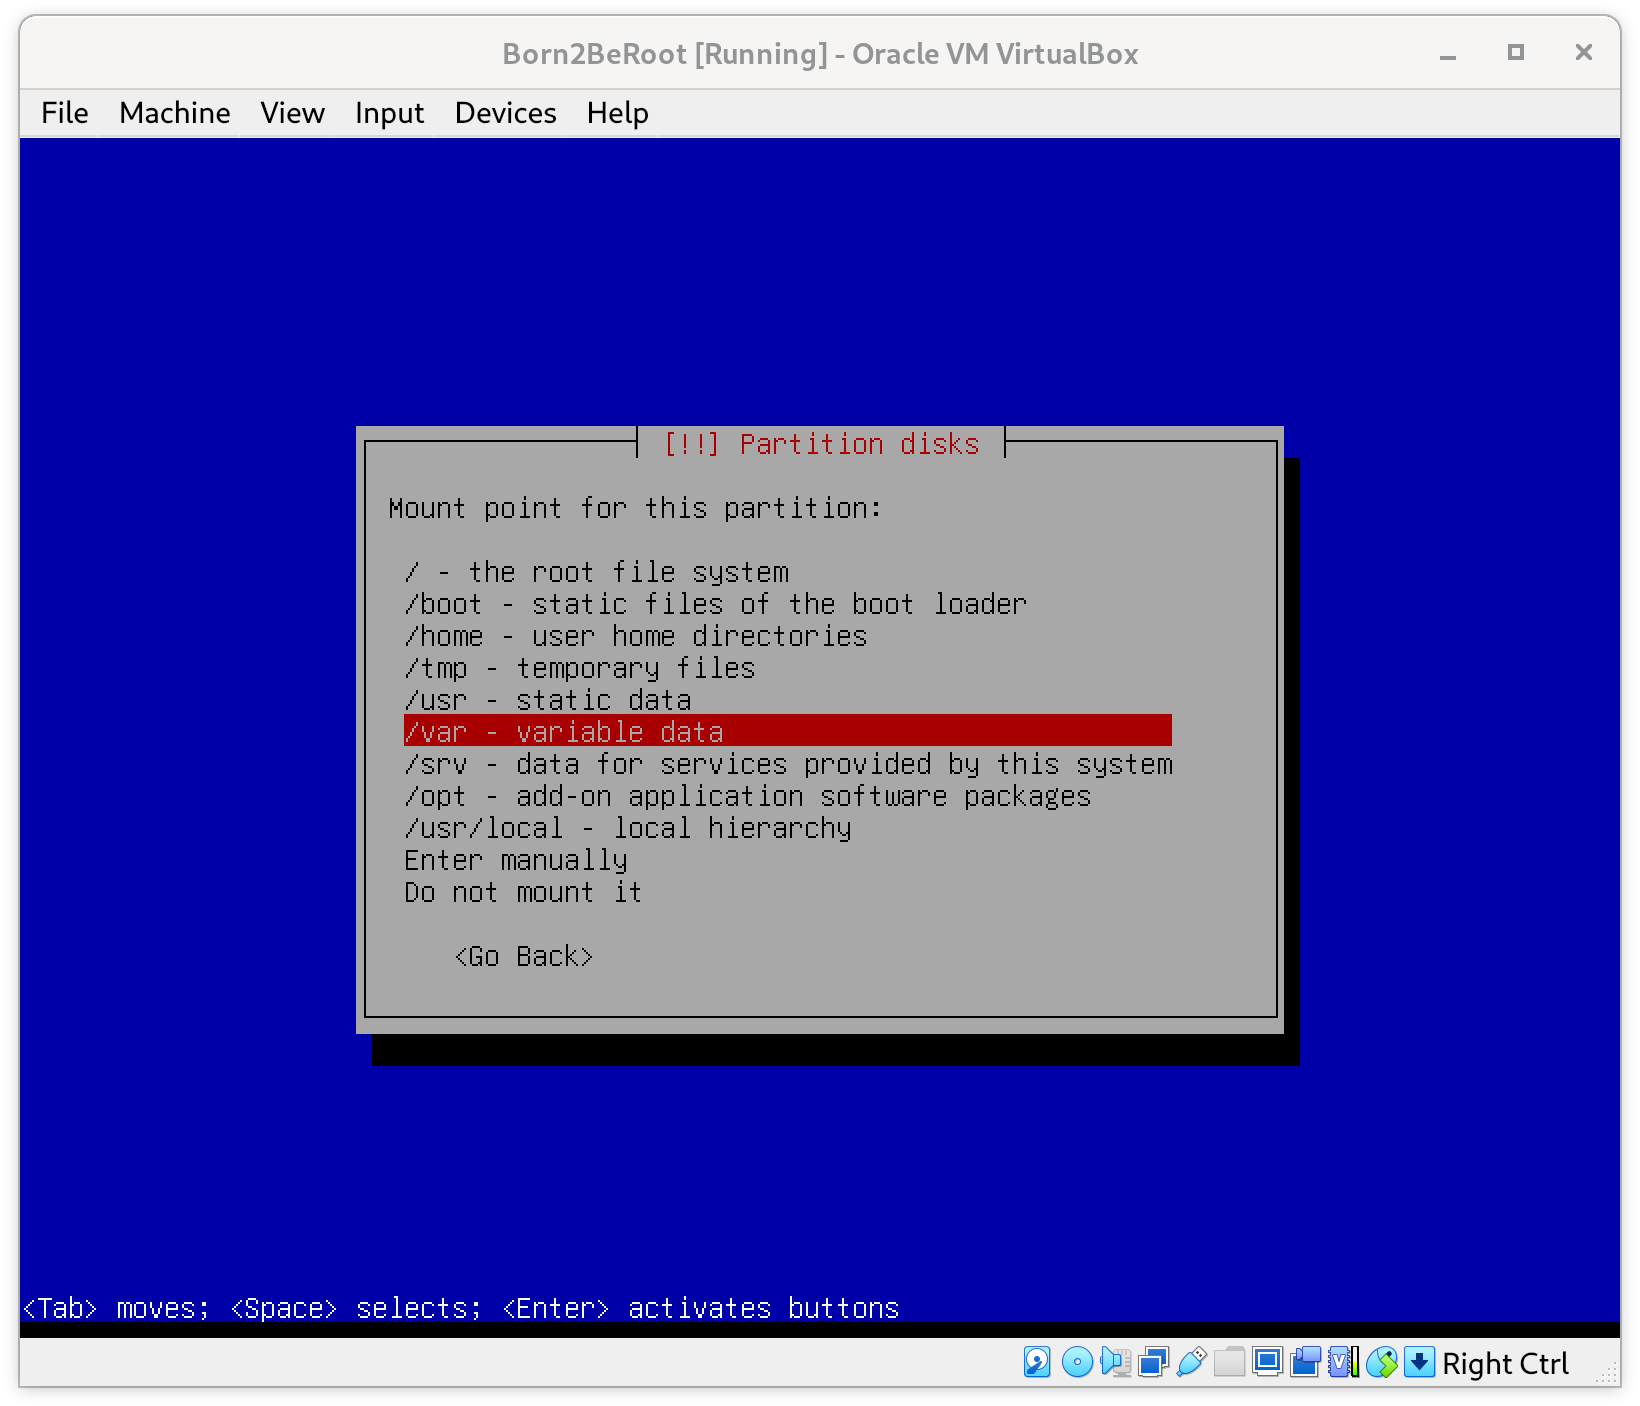 Born2BeRoot [Running] - Oracle VM VirtualBox
File Machine View Input Devices Help
[!!] Partition disks
Mount point for this partition:
/ - the root file system
/boot - static files of the boot loader
/home - user home directories
/tmp - temporary files
/usr - static data
/var - variable data
/srv - data for services provided by this system
/opt - add-on application software packages
/usr/local - local hierarchy
Enter manually
Do not mount it
<Go Back>
<Tab> moves; <Space> selects; <Enter> activates buttons
Right Ctrl